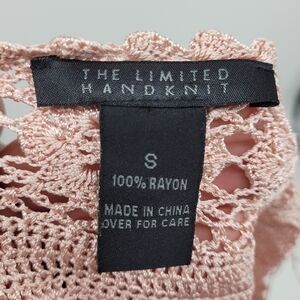 THE LIMITED
HANDKNIT
S
100% RAYON
MADE IN CHINA
OVER FOR CARE